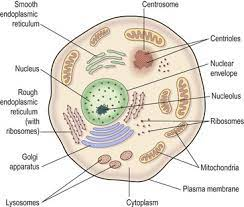 Smooth
endoplasmic
reticulum
Centrosome
Centrioles
Nucleus
Nuclear
envelope
Rough
endoplasmic
reticulum
(with
ribosomes)
Nucleolus
Ribosomes
Golgi
apparatus
Mitochondria
Plasma membrane
Lysosomes
Cytoplasm